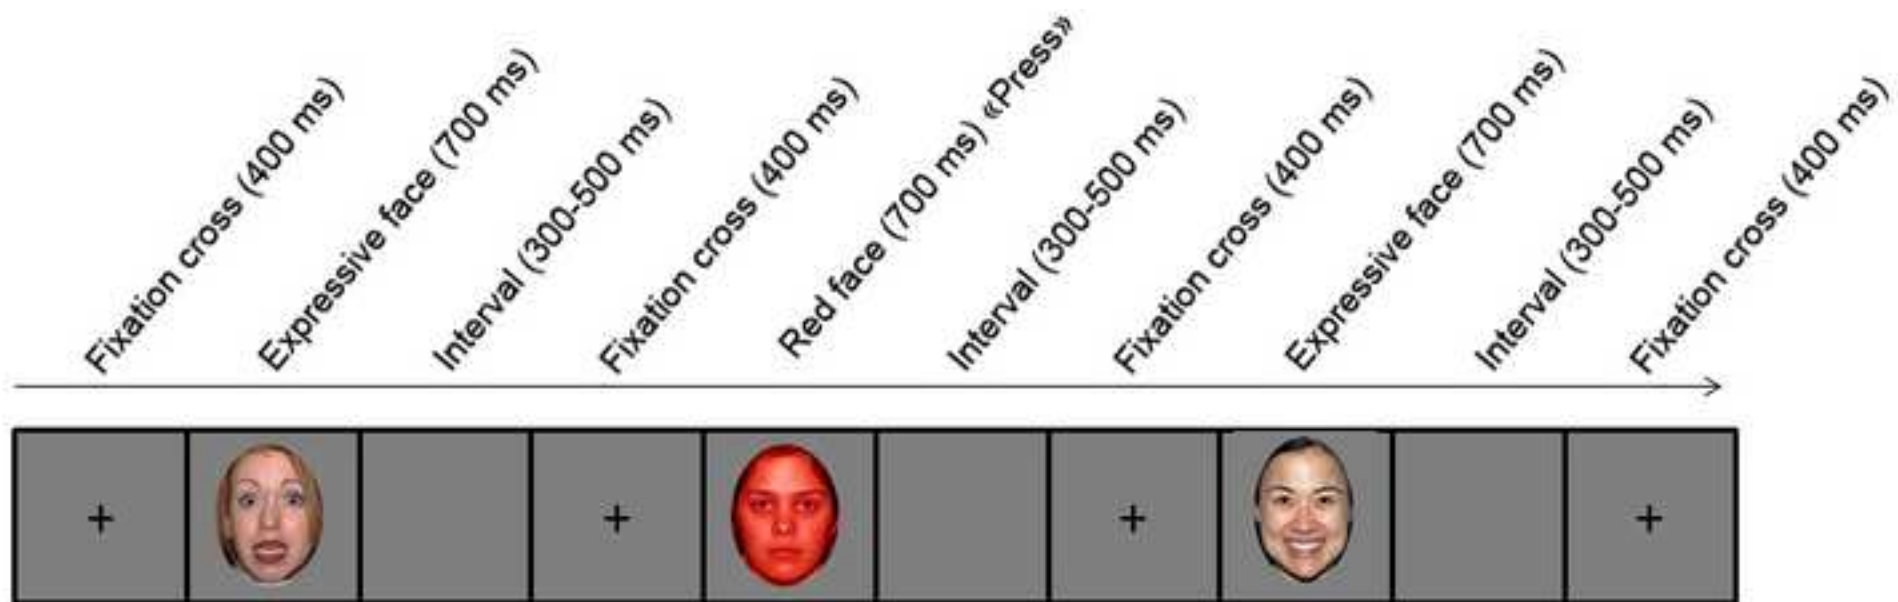 Fixation cross (400 ms)
Expressive face (700 ms)
Interval (300-500 ms)
Fixation cross (400 ms)
Red face (700 ms) «Press»
Interval (300-500 ms)
Fixation cross (400 ms)
Expressive face (700 ms)
Interval (300-500 ms)
Fixation cross (400 ms)